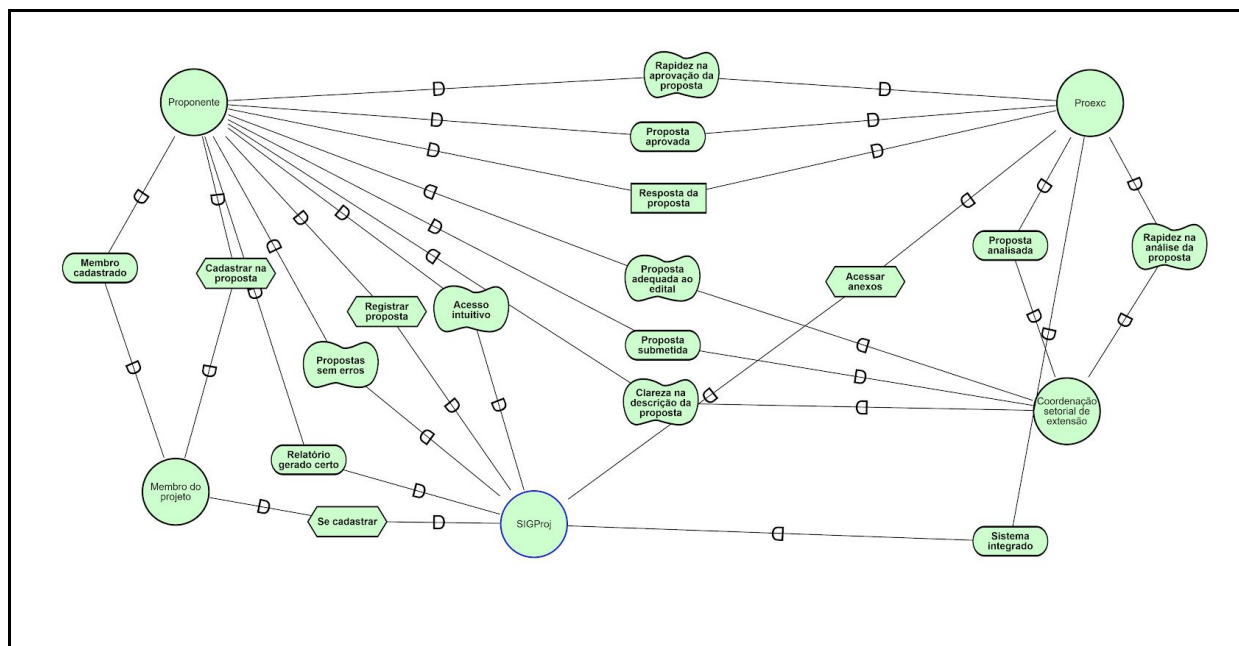 Rapidez na
aprovação da
proposta
Proponente
Proexc
Proposta
aprovada
Resposta da
proposta
Membro
cadastrado
Cadastrar na
proposta
Proposta
adequada ao
edital
Acessar
anexos
Proposta
analisada
Rapidez na
análise da
proposta
Registrar
proposta
Acesso
intuitivo
Propostas
sem erros
Proposta
submetida
Clareza na
descrição da
proposta
Coordenação
setorial de
extensão
Relatório
gerado certo
Membro do
projeto
Se cadastrar
SIGProj
Sistema
integrado